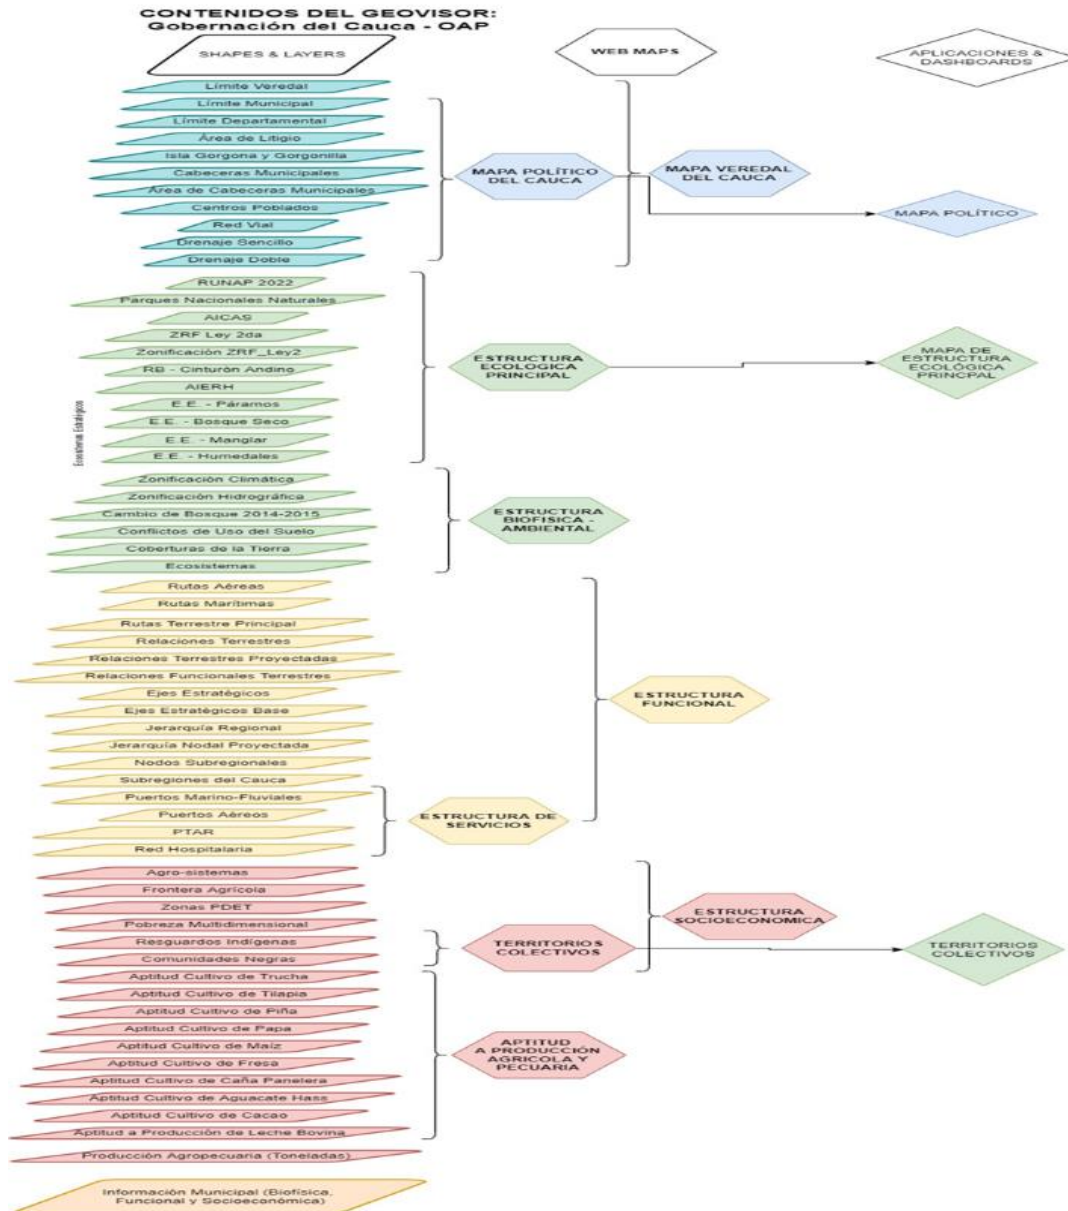 CONTENIDOS DEL GEOVISOR:
Gobernación del Cauca - OAP
SHAPES & LAYERS
WEB MAPS
APLICACIONES &
DASHBOARDS
Límite Veredal
Límite Municipal
Límite Departamental
Área de Litigio
Isla Gorgona y Gorgonilla
Cabeceras Municipales
Área de Cabeceras Municipales
Centros Poblados
Red Vial
Drenaje Sencillo
Drenaje Doble
MAPA POLÍTICO
DEL CAUCA
MAPA VEREDAL
DEL CAUCA
MAPA POLÍTICO
RUNAP 2022
Parques Nacionales Naturales
AICAS
ZRF Ley 2da
Zonificación ZRF_Ley2
RB - Cinturón Andino
AIERH
E.E. - Páramos
E.E. - Bosque Seco
E.E. - Manglar
E.E. - Humedales
Ecosistemas Estratégicos
ESTRUCTURA
ECOLOGICA
PRINCIPAL
MAPA DE
ESTRUCTURA
ECOLÓGICA
PRINCPAL
Zonificación Climática
Zonificación Hidrográfica
Cambio de Bosque 2014-2015
Conflictos de Uso del Suelo
Coberturas de la Tierra
Ecosistemas
ESTRUCTURA
BIOFISICA -
AMBIENTAL
Rutas Aéreas
Rutas Marítimas
Rutas Terrestre Principal
Relaciones Terrestres
Relaciones Terrestres Proyectadas
Relaciones Funcionales Terrestres
Ejes Estratégicos
Ejes Estratégicos Base
Jerarquía Regional
Jerarquía Nodal Proyectada
Nodos Subregionales
Subregiones del Cauca
Puertos Marino-Fluviales
Puertos Aéreos
PTAR
Red Hospitalaria
ESTRUCTURA
FUNCIONAL
ESTRUCTURA DE
SERVICIOS
Agro-sistemas
Frontera Agrícola
Zonas PDET
Pobreza Multidimensional
Resguardos Indígenas
Comunidades Negras
ESTRUCTURA
SOCIOECONOMICA
TERRITORIOS
COLECTIVOS
TERRITORIOS
COLECTIVOS
Aptitud Cultivo de Trucha
Aptitud Cultivo de Tilapia
Aptitud Cultivo de Piña
Aptitud Cultivo de Papa
Aptitud Cultivo de Maíz
Aptitud Cultivo de Fresa
Aptitud Cultivo de Caña Panelera
Aptitud Cultivo de Aguacate Hass
Aptitud Cultivo de Cacao
Aptitud a Producción de Leche Bovina
APTITUD
A PRODUCCIÓN
AGRICOLA Y
PECUARIA
Producción Agropecuaria (Toneladas)
Información Municipal (Biofísica,
Funcional y Socioeconómica)